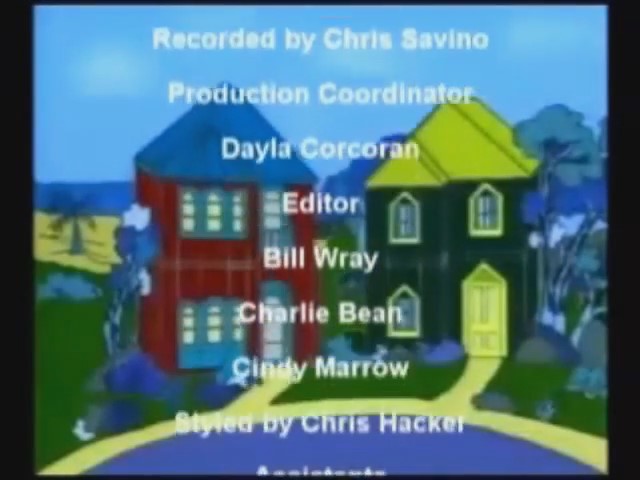 Recorded by Chris Savino
Production Coordinator
Dayla Corcoran
Editor
Bill Wray
Charlie Bean
Cindy Marrow
Styled by Chris Hacker
Assistants